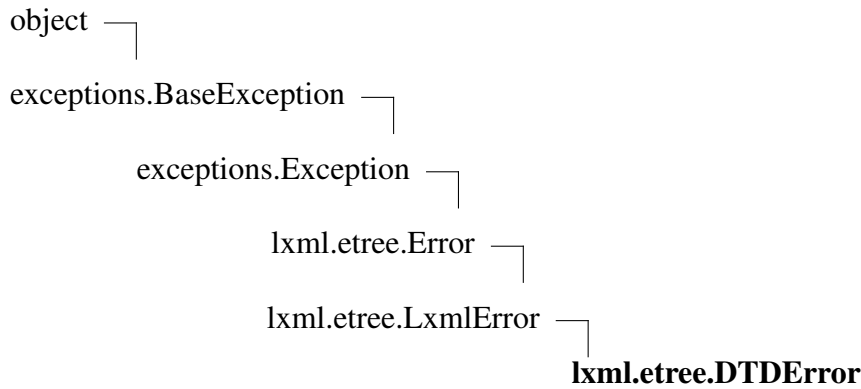 object
exceptions.BaseException
exceptions.Exception
lxml.etree.Error
lxml.etree.LxmlError
lxml.etree.DTDError